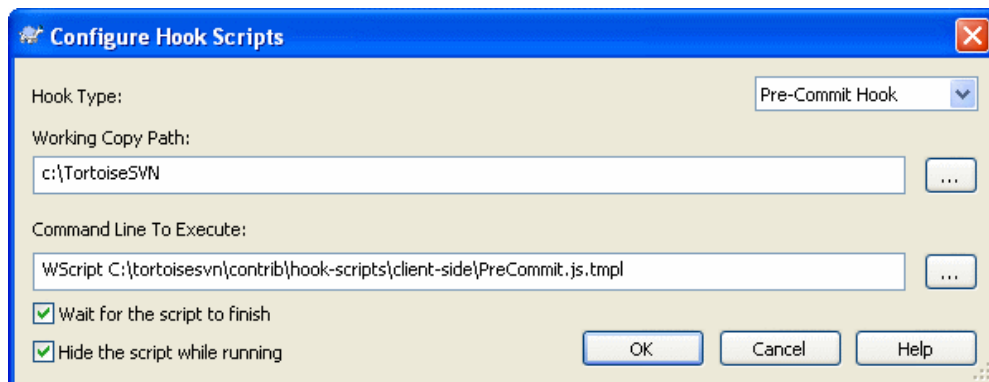 Configure Hook Scripts
Hook Type:
Pre-Commit Hook
Working Copy Path:
c:\TortoiseSVN
...
Command Line To Execute:
WScript C:\tortoisesvn\contrib\hook-scripts\client-side\PreCommit.js.tmpl
...
Wait for the script to finish
Hide the script while running
OK
Cancel
Help